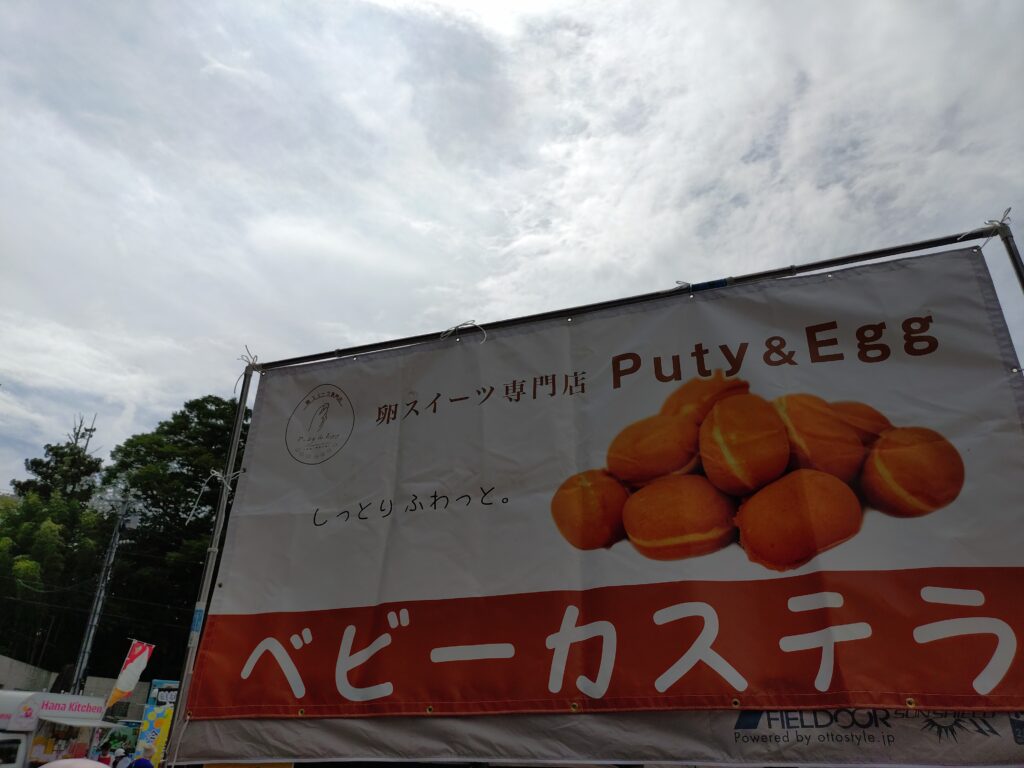 Puty & Egg
卵スイーツ専門店
しっとりふわっと。
ベビーカステラ
FIELDOOR SUNSHIELD
Powered by ottostyle.jp
Hana Kitchen